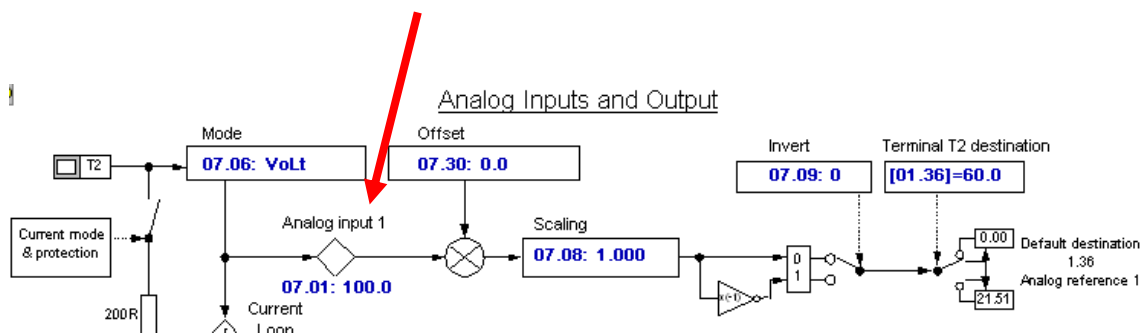 Analog Inputs and Output
Mode
Offset
Invert
Terminal T2 destination
T2
07.06: VoLt
07.30: 0.0
07.09: 0
[01.36]=60.0
Analog input 1
Scaling
Current mode
& protection
07.08: 1.000
0
1
0.00
Default destination
1.36
Analog reference 1
07.01: 100.0
x(-1)
21.51
200R
Current
Loop